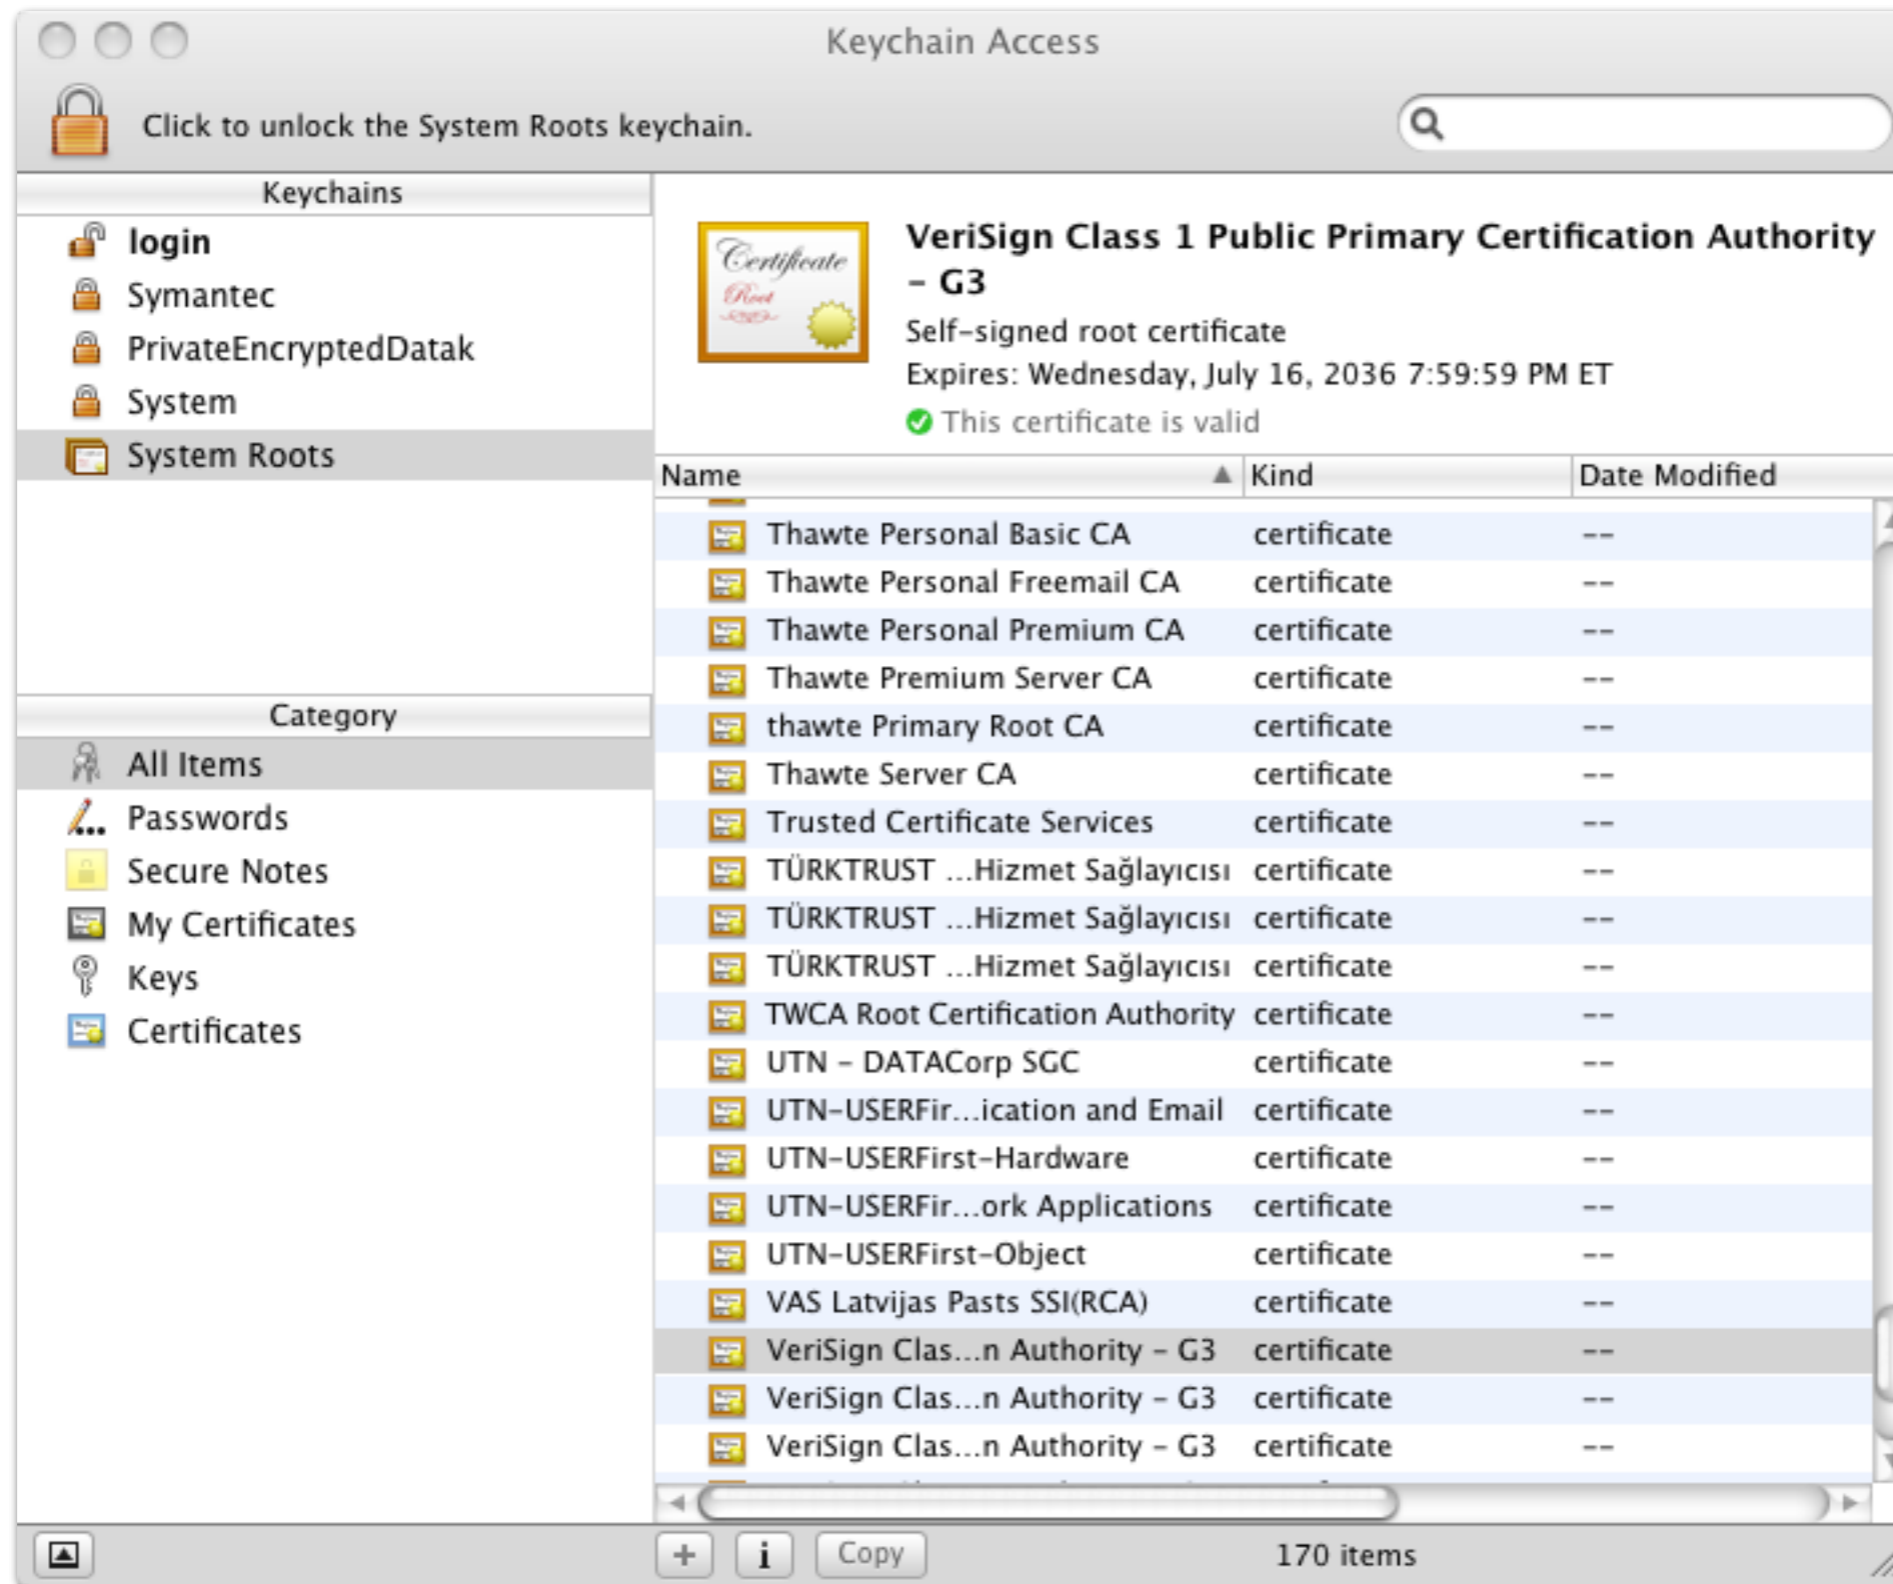 Keychain Access
Click to unlock the System Roots keychain.
Keychains
login
Symantec
PrivateEncryptedDatak
System
System Roots
Category
All Items
Passwords
Secure Notes
My Certificates
Keys
Certificates
Certificate
Root
VeriSign Class 1 Public Primary Certification Authority
– G3
Self-signed root certificate
Expires: Wednesday, July 16, 2036 7:59:59 PM ET
This certificate is valid
Name Kind Date Modified
Thawte Personal Basic CA certificate --
Thawte Personal Freemail CA certificate --
Thawte Personal Premium CA certificate --
Thawte Premium Server CA certificate --
thawte Primary Root CA certificate --
Thawte Server CA certificate --
Trusted Certificate Services certificate --
TÜRKTRUST ...Hizmet Sağlayıcısı certificate --
TÜRKTRUST ...Hizmet Sağlayıcısı certificate --
TÜRKTRUST ...Hizmet Sağlayıcısı certificate --
TWCA Root Certification Authority certificate --
UTN – DATACorp SGC certificate --
UTN-USERFir...ication and Email certificate --
UTN-USERFirst-Hardware certificate --
UTN-USERFir...ork Applications certificate --
UTN-USERFirst-Object certificate --
VAS Latvijas Pasts SSI(RCA) certificate --
VeriSign Clas...n Authority – G3 certificate --
VeriSign Clas...n Authority – G3 certificate --
VeriSign Clas...n Authority – G3 certificate --
+ i Copy 170 items